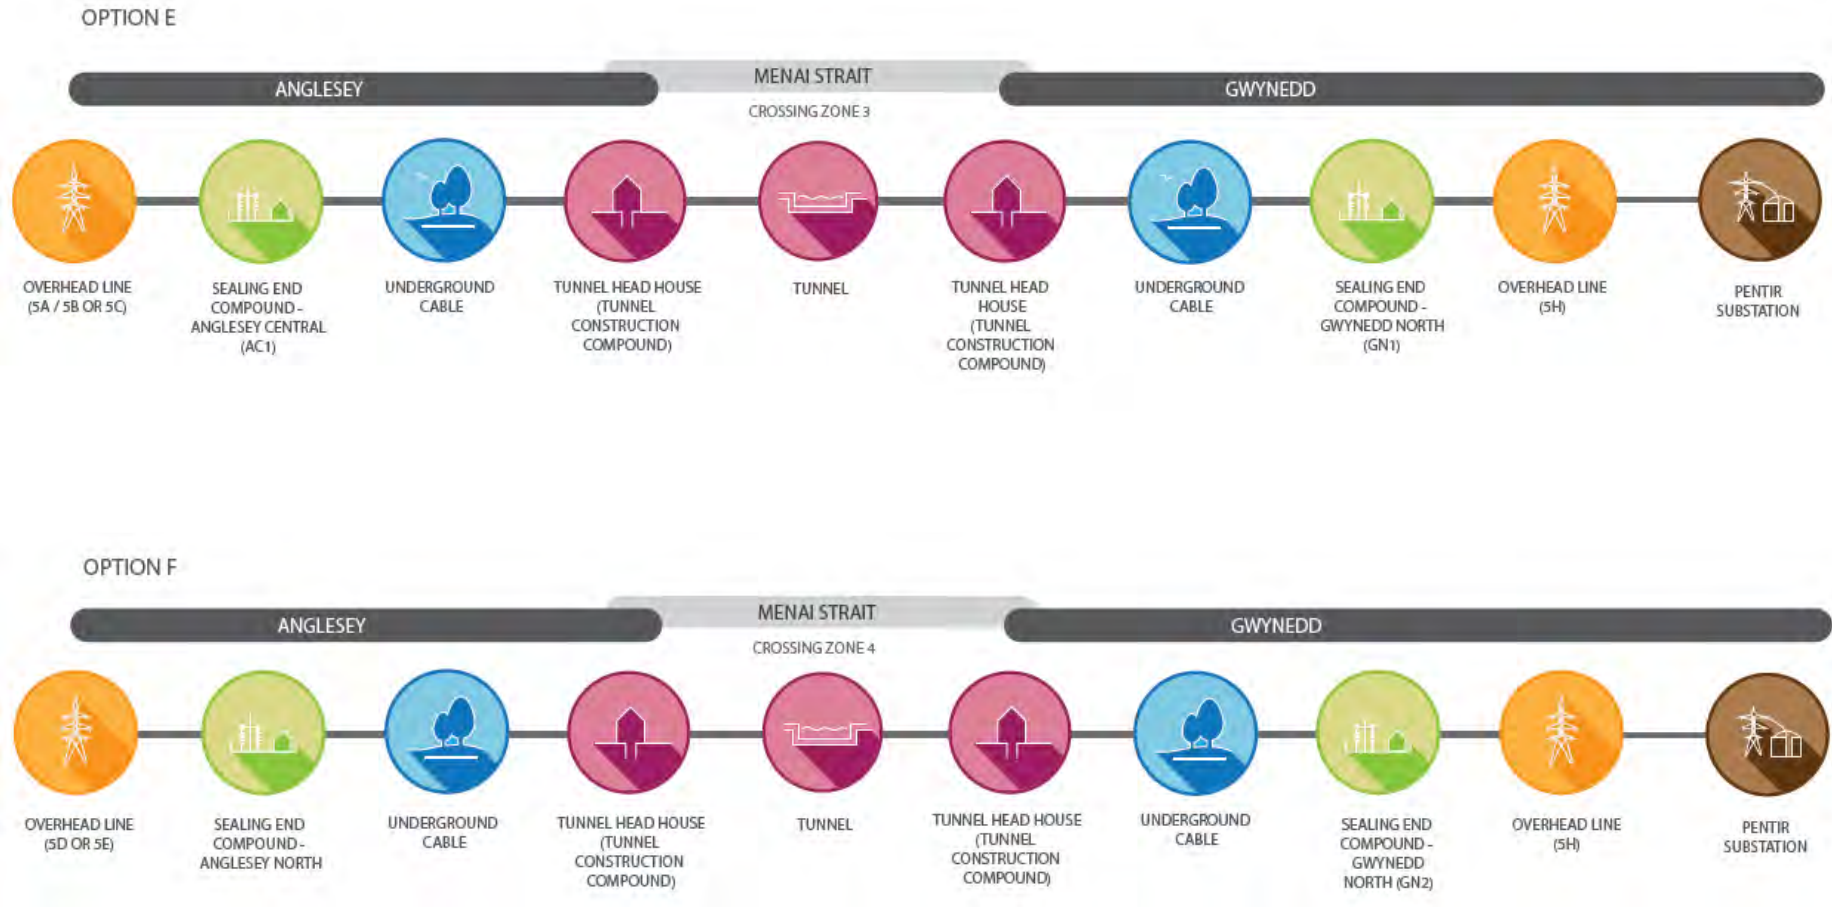 OPTION E
ANGLESEY
MENAI STRAIT
GWYNEDD
CROSSING ZONE 3
OVERHEAD LINE
(5A / 5B OR 5C)
SEALING END
COMPOUND -
ANGLESEY CENTRAL
(AC1)
UNDERGROUND
CABLE
TUNNEL HEAD HOUSE
(TUNNEL
CONSTRUCTION
COMPOUND)
TUNNEL
TUNNEL HEAD
HOUSE
(TUNNEL
CONSTRUCTION
COMPOUND)
UNDERGROUND
CABLE
SEALING END
COMPOUND -
GWYNEDD NORTH
(GN1)
OVERHEAD LINE
(5H)
PENTIR
SUBSTATION
OPTION F
ANGLESEY
MENAI STRAIT
GWYNEDD
CROSSING ZONE 4
OVERHEAD LINE
(5D OR 5E)
SEALING END
COMPOUND -
ANGLESEY NORTH
UNDERGROUND
CABLE
TUNNEL HEAD HOUSE
(TUNNEL
CONSTRUCTION
COMPOUND)
TUNNEL
TUNNEL HEAD HOUSE
(TUNNEL
CONSTRUCTION
COMPOUND)
UNDERGROUND
CABLE
SEALING END
COMPOUND -
GWYNEDD
NORTH (GN2)
OVERHEAD LINE
(5H)
PENTIR
SUBSTATION